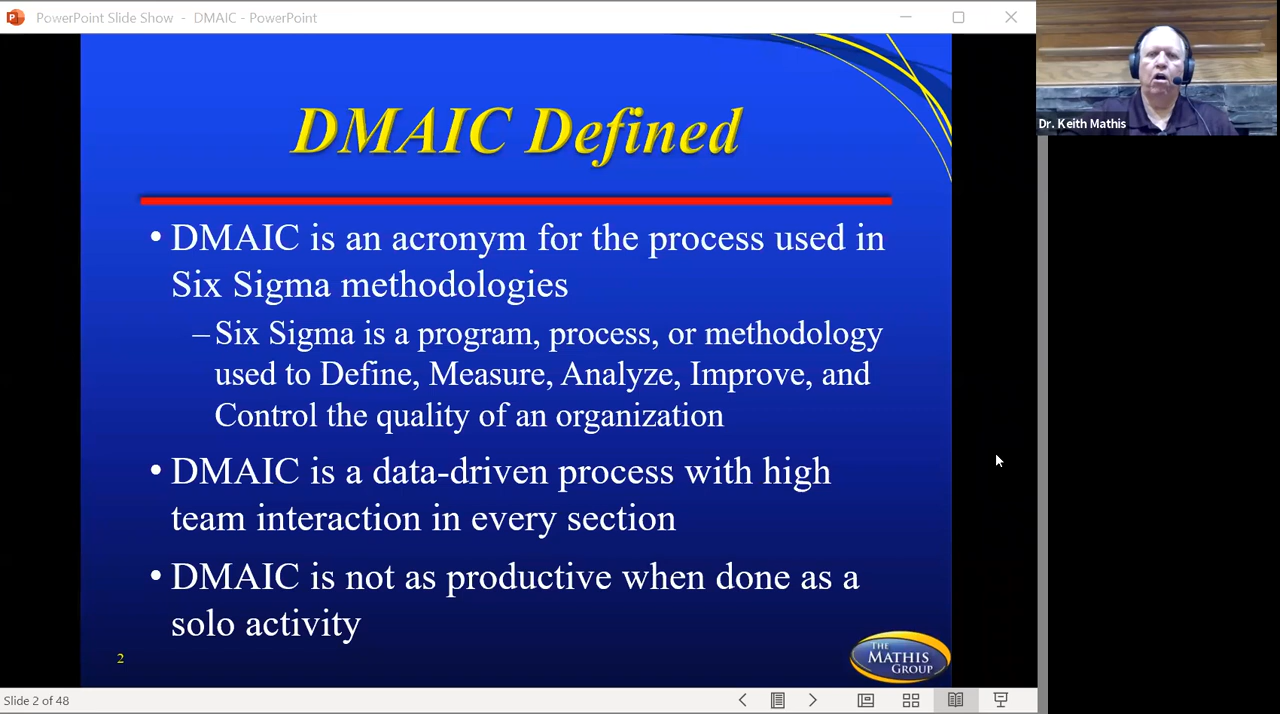 PowerPoint Slide Show - DMAIC - PowerPoint
Dr. Keith Mathis
DMAIC Defined
• DMAIC is an acronym for the process used in
Six Sigma methodologies
–Six Sigma is a program, process, or methodology
used to Define, Measure, Analyze, Improve, and
Control the quality of an organization
• DMAIC is a data-driven process with high
team interaction in every section
• DMAIC is not as productive when done as a
solo activity
2
THE
MATHIS
GROUP
Slide 2 of 48